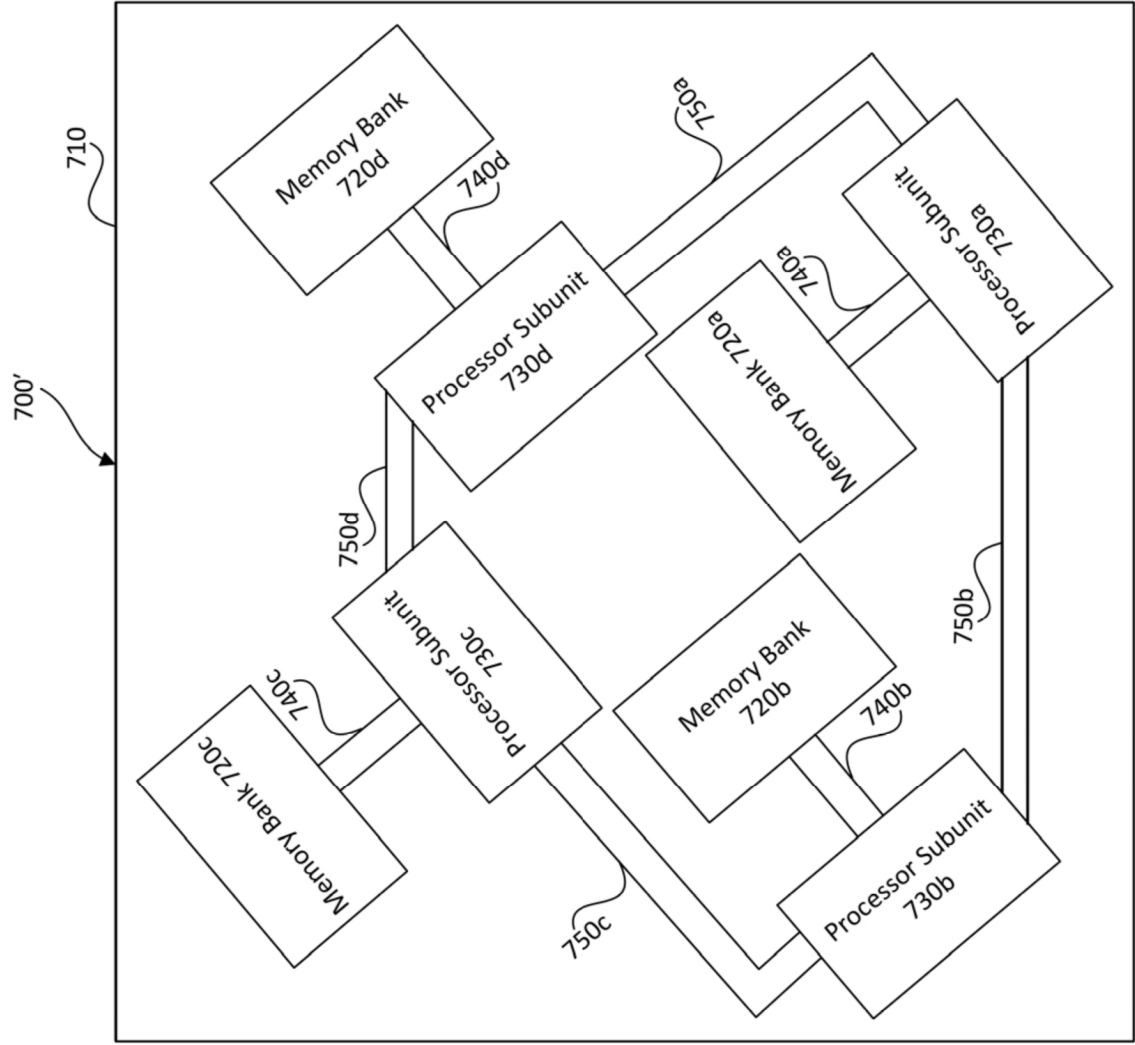 700'
710
Memory Bank
720d
740d
750a
Processor Subunit
730d
750d
740a
Processor Subunit
730a
Memory Bank 720a
Processor Subunit
730c
740c
Memory Bank 720c
Memory Bank
720b
740b
750b
750c
Processor Subunit
730b